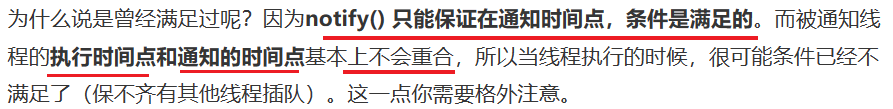 为什么说是曾经满足过呢？因为notify() 只能保证在通知时间点，条件是满足的。而被通知线
程的执行时间点和通知的时间点基本上不会重合，所以当线程执行的时候，很可能条件已经不
满足了（保不齐有其他线程插队）。这一点你需要格外注意。